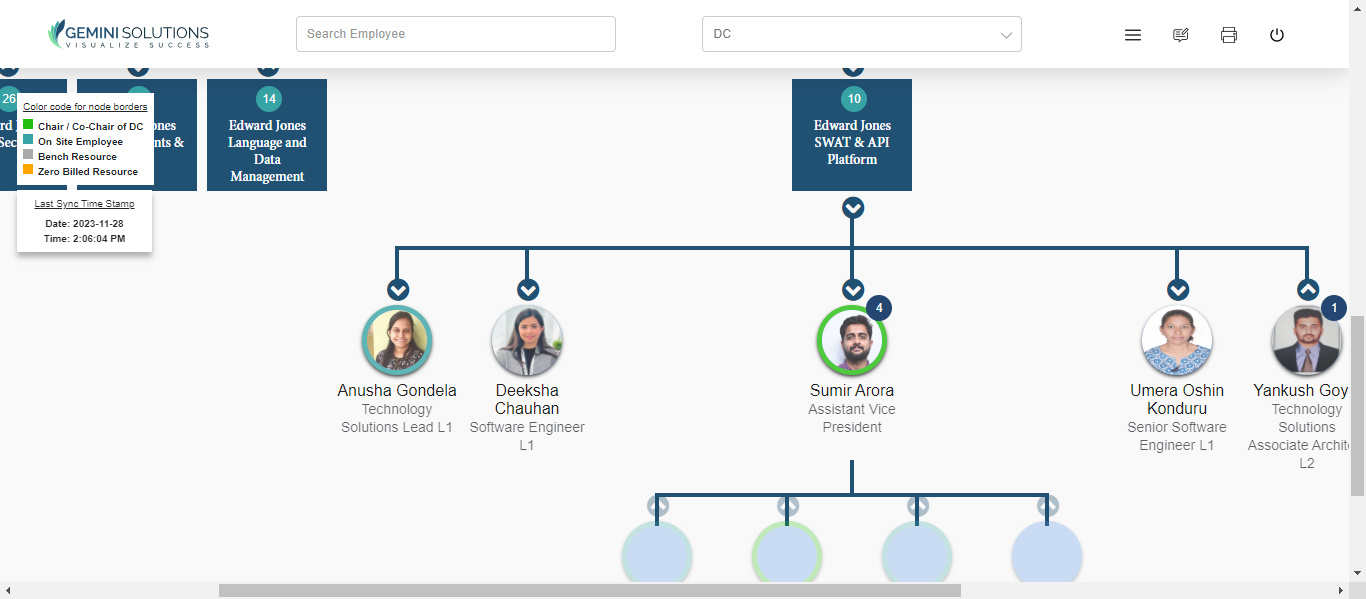 GEMINI SOLUTIONS
VISUALIZE SUCCESS
Search Employee
DC
26
14
10
Edward Jones
Language and
Data
Management
Edward Jones
SWAT & API
Platform
Color code for node borders
Chair / Co-Chair of DC
On Site Employee
Bench Resource
Zero Billed Resource
Last Sync Time Stamp
Date: 2023-11-28
Time: 2:06:04 PM
4
1
Anusha Gondela
Technology
Solutions Lead L1
Deeksha
Chauhan
Software Engineer
L1
Sumir Arora
Assistant Vice
President
Umera Oshin
Konduru
Senior Software
Engineer L1
Yankush Goy
Technology
Solutions
Associate Archit
L2